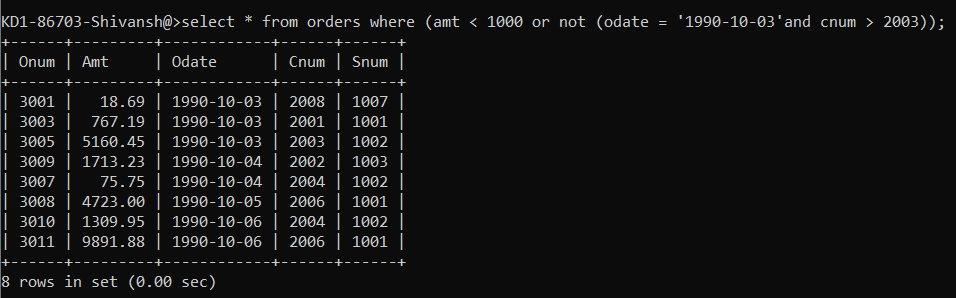 KD1-86703-Shivansh@>select * from orders where (amt < 1000 or not (odate = '1990-10-03'and cnum > 2003));
+------+---------+------------+------+------+
| Onum | Amt     | Odate      | Cnum | Snum |
+------+---------+------------+------+------+
| 3001 |   18.69 | 1990-10-03 | 2008 | 1007 |
| 3003 |  767.19 | 1990-10-03 | 2001 | 1001 |
| 3005 | 5160.45 | 1990-10-03 | 2003 | 1002 |
| 3009 | 1713.23 | 1990-10-04 | 2002 | 1003 |
| 3007 |   75.75 | 1990-10-04 | 2004 | 1002 |
| 3008 | 4723.00 | 1990-10-05 | 2006 | 1001 |
| 3010 | 1309.95 | 1990-10-06 | 2004 | 1002 |
| 3011 | 9891.88 | 1990-10-06 | 2006 | 1001 |
+------+---------+------------+------+------+
8 rows in set (0.00 sec)